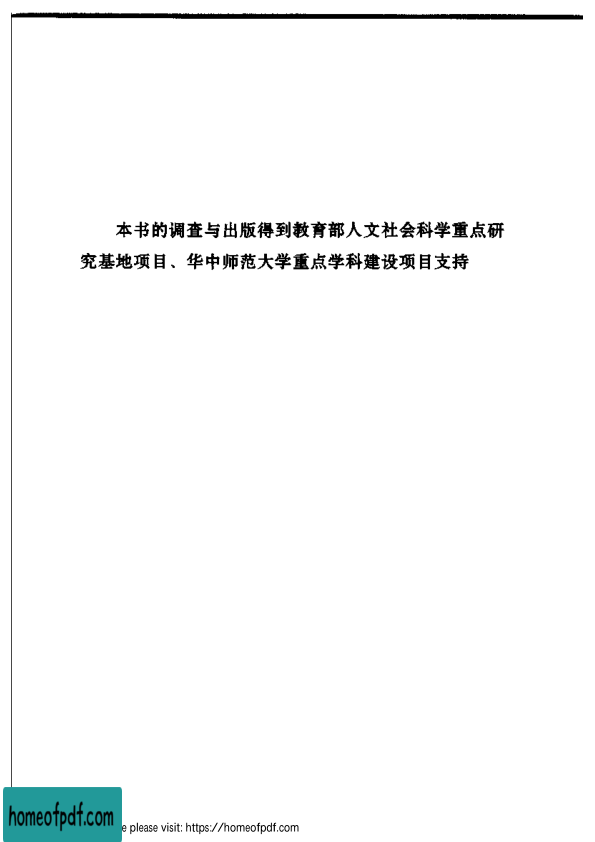 本书的调查与出版得到教育部人文社会科学重点研
究基地项目、华中师范大学重点学科建设项目支持
homeofpdf.com
e please visit: https://homeofpdf.com